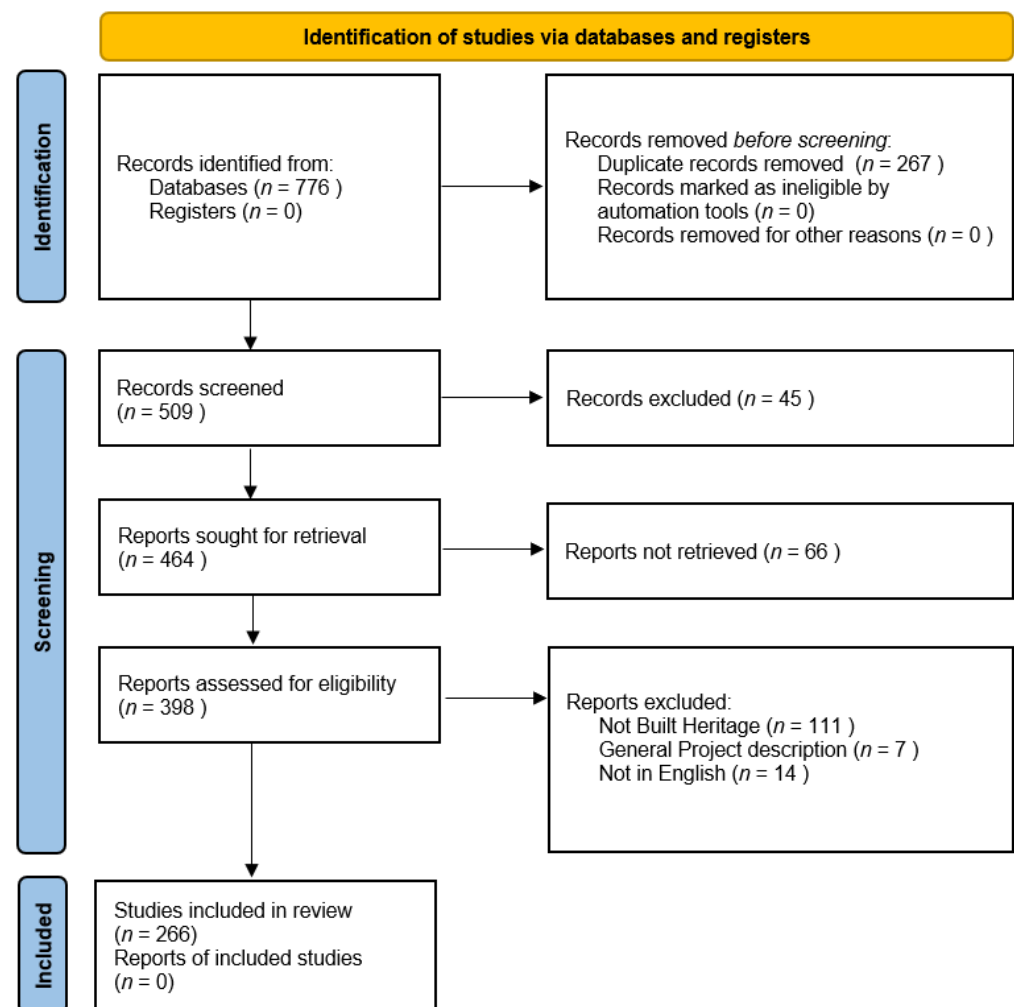 Identification of studies via databases and registers
Identification
Records identified from:
Databases (n = 776 )
Registers (n = 0)
Records removed before screening:
Duplicate records removed (n = 267 )
Records marked as ineligible by
automation tools (n = 0)
Records removed for other reasons (n = 0 )
Screening
Records screened
(n = 509 )
Records excluded (n = 45 )
Reports sought for retrieval
(n = 464 )
Reports not retrieved (n = 66 )
Reports assessed for eligibility
(n = 398 )
Reports excluded:
Not Built Heritage (n = 111 )
General Project description (n = 7 )
Not in English (n = 14 )
Included
Studies included in review
(n = 266)
Reports of included studies
(n = 0)